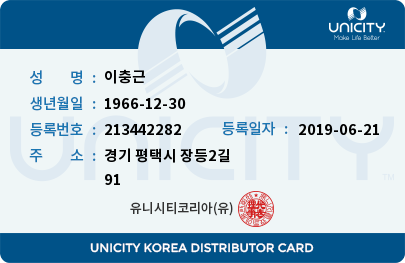 UNICITY
Make Life Better
성 명 : 이충근
생년월일 : 1966-12-30
등록번호 : 213442282 등록일자 : 2019-06-21
주 소 : 경기 평택시 장등2길
91
UNICITY
TM
유니시티코리아(유)
UNICITY KOREA DISTRIBUTOR CARD